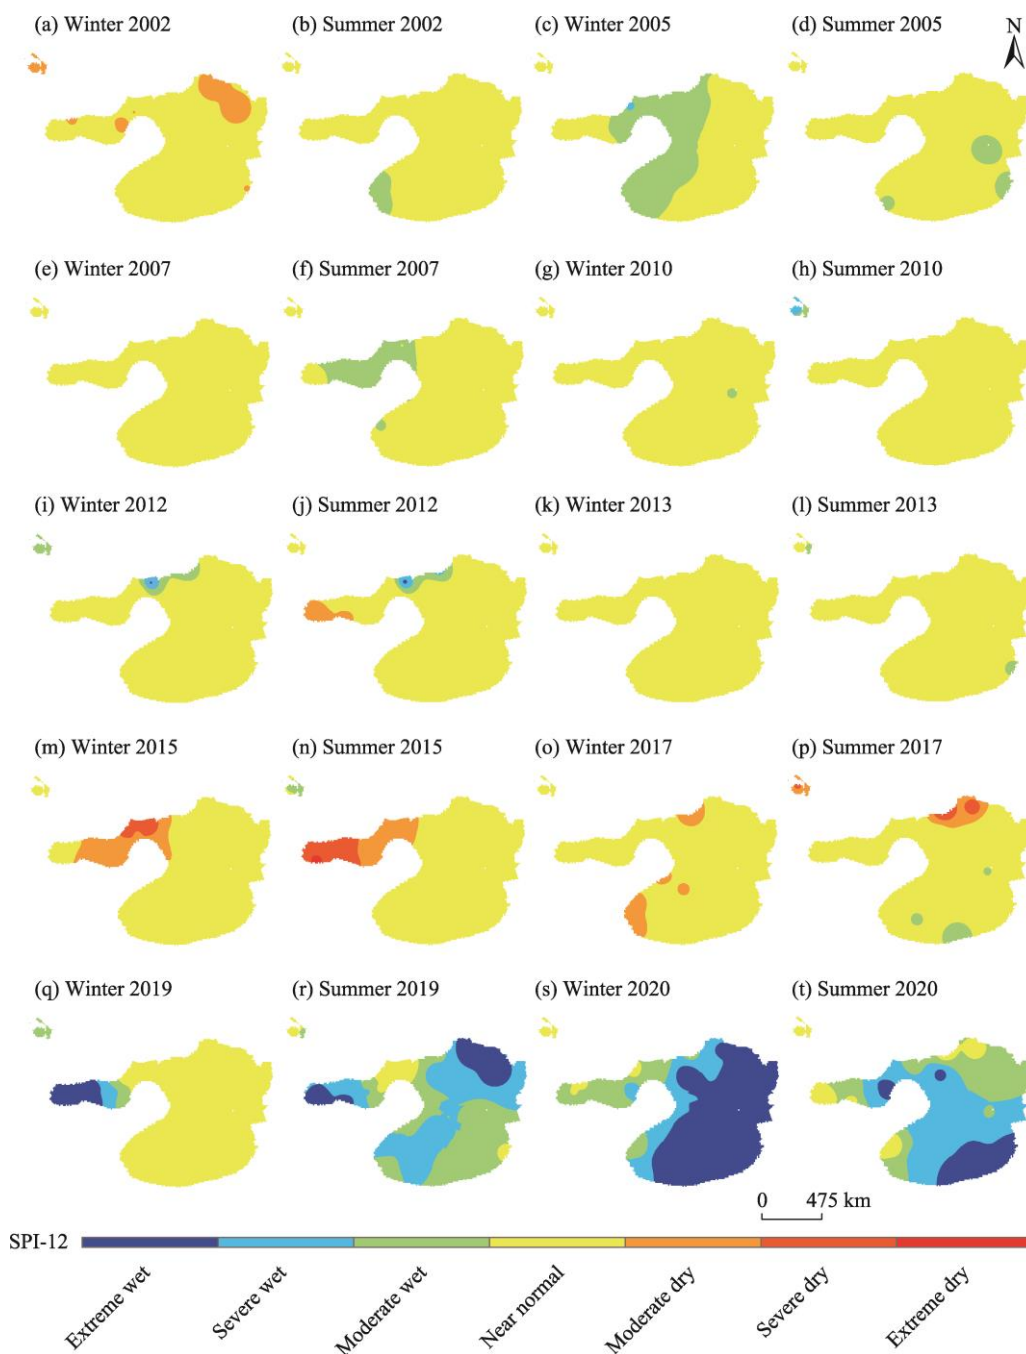 (a) Winter 2002
(b) Summer 2002
(c) Winter 2005
(d) Summer 2005
N
(e) Winter 2007
(f) Summer 2007
(g) Winter 2010
(h) Summer 2010
(i) Winter 2012
(j) Summer 2012
(k) Winter 2013
(l) Summer 2013
(m) Winter 2015
(n) Summer 2015
(o) Winter 2017
(p) Summer 2017
(q) Winter 2019
(r) Summer 2019
(s) Winter 2020
(t) Summer 2020
0 475 km
SPI-12
Extreme wet
Severe wet
Moderate wet
Near normal
Moderate dry
Severe dry
Extreme dry